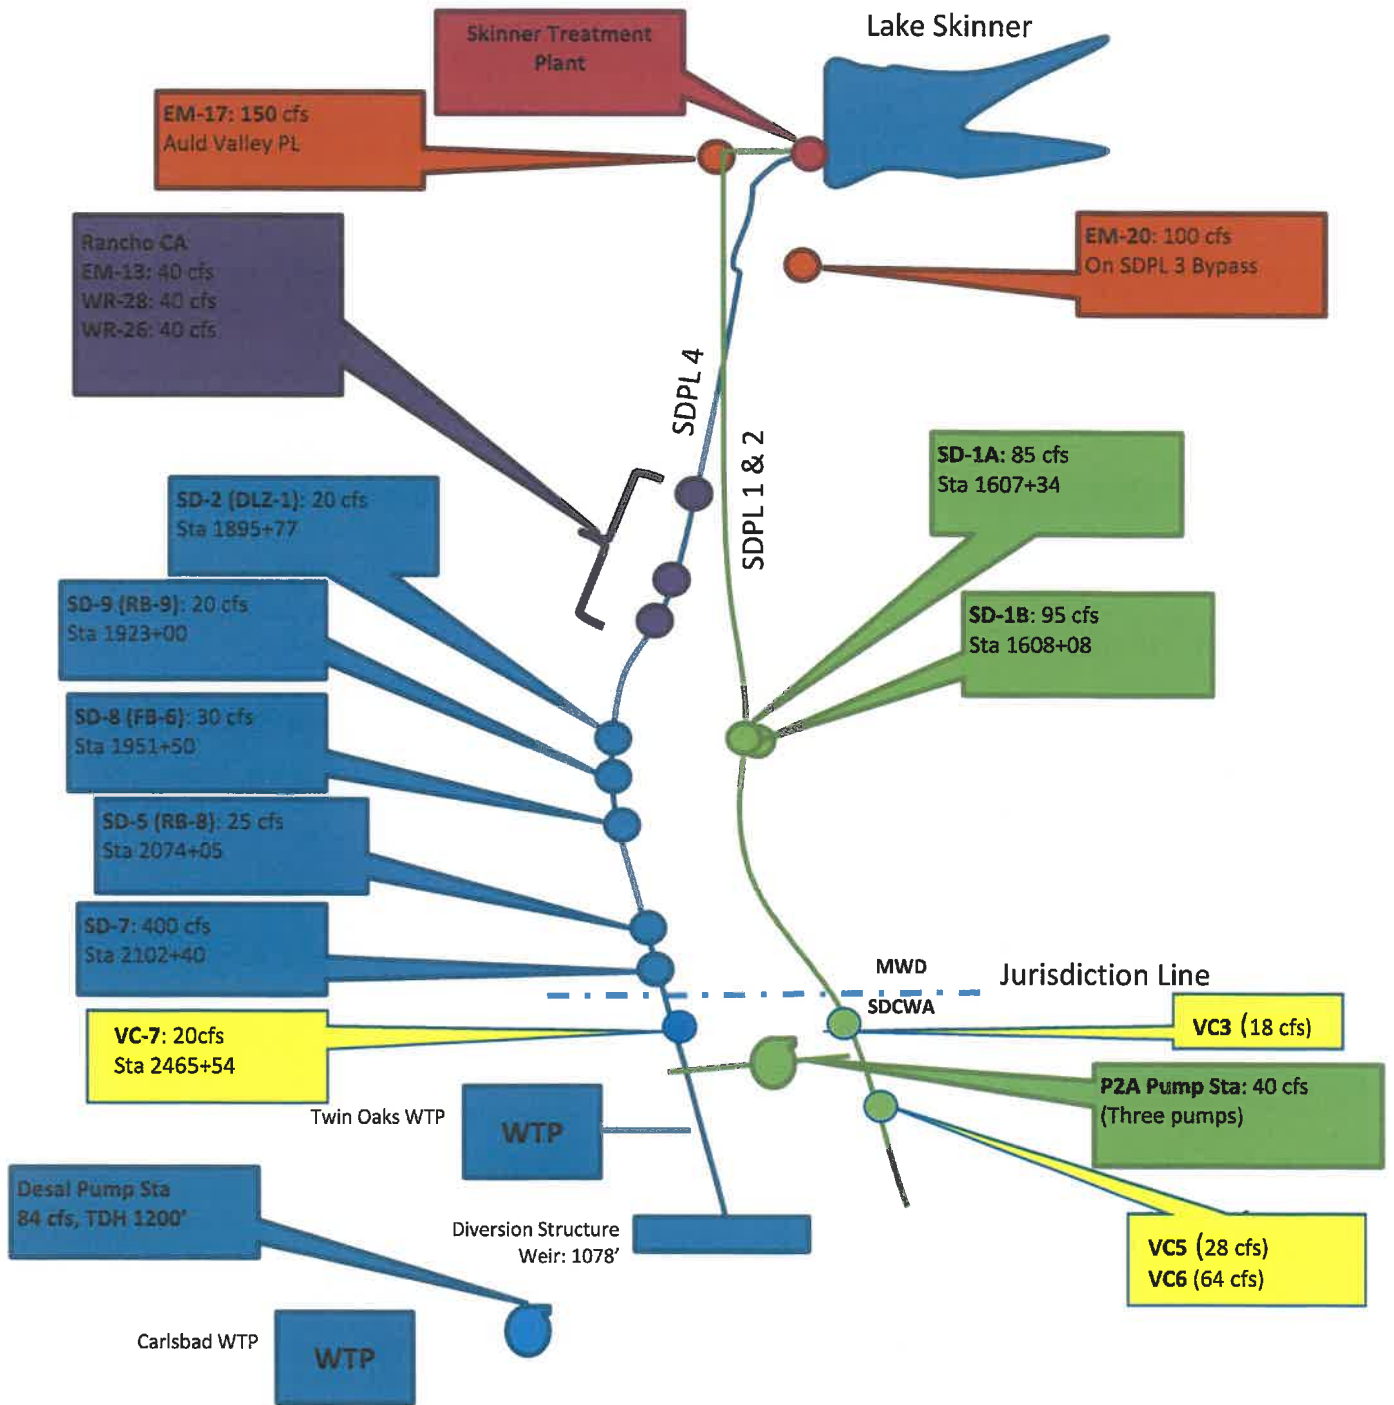 Lake Skinner
Skinner Treatment
Plant
EM-17: 150 cfs
Auld Valley PL
Rancho CA
EM-13: 40 cfs
WR-28: 40 cfs
WR-26: 40 cfs
EM-20: 100 cfs
On SDPL 3 Bypass
SDPL 4
SDPL 1 & 2
SD-1A: 85 cfs
Sta 1607+34
SD-2 (DLZ-1): 20 cfs
Sta 1895+77
SD-9 (RB-9): 20 cfs
Sta 1923+00
SD-1B: 95 cfs
Sta 1608+08
SD-8 (FB-6): 30 cfs
Sta 1951+50
SD-5 (RB-8): 25 cfs
Sta 2074+05
SD-7: 400 cfs
Sta 2102+40
MWD
Jurisdiction Line
SDCWA
VC-7: 20cfs
Sta 2465+54
VC3 (18 cfs)
P2A Pump Sta: 40 cfs
(Three pumps)
Twin Oaks WTP
WTP
Desal Pump Sta
84 cfs, TDH 1200'
Diversion Structure
Weir: 1078'
VC5 (28 cfs)
VC6 (64 cfs)
Carlsbad WTP
WTP